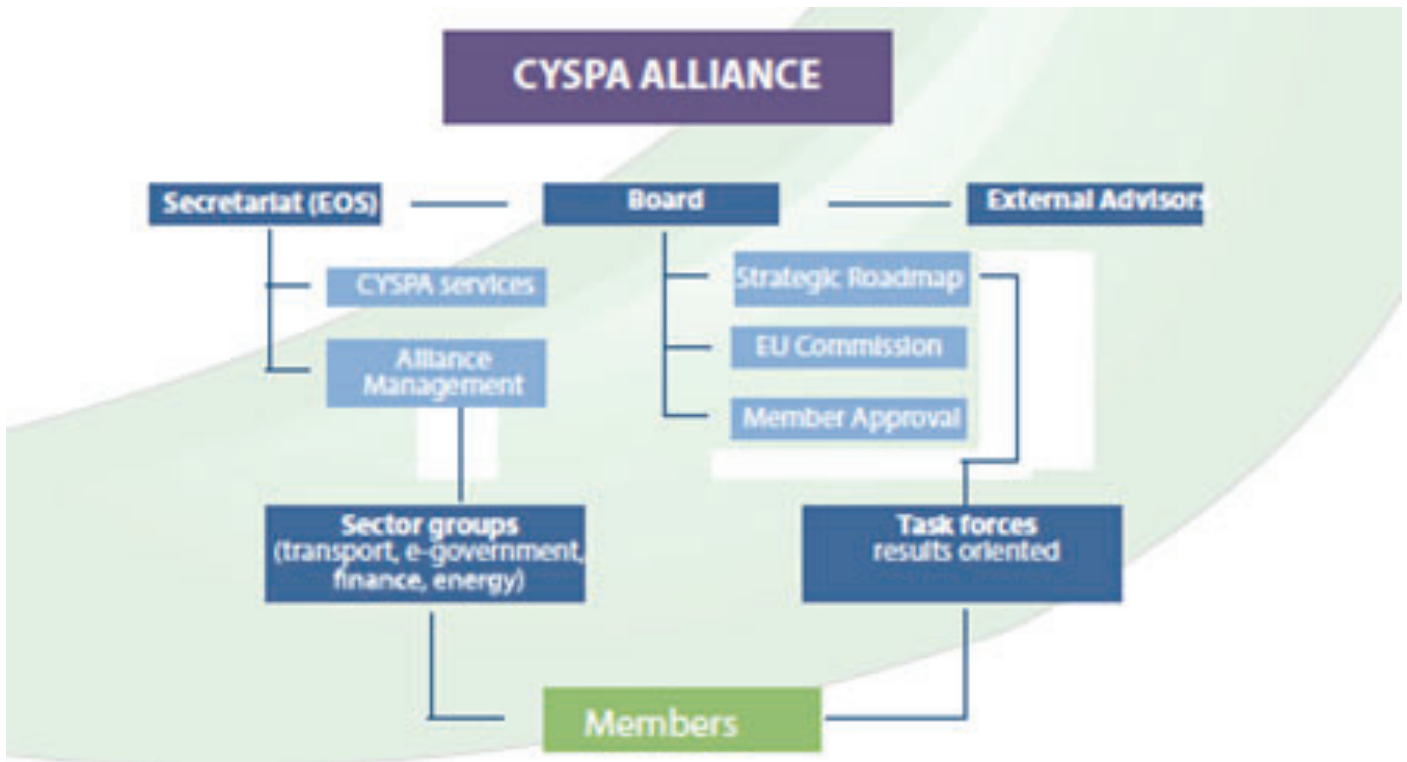 CYSPA ALLIANCE
Secretariat (EOS)
Board
External Advisors
CYSPA services
Alliance
Management
Strategic Roadmap
EU Commission
Member Approval
Sector groups
(transport, e-government,
finance, energy)
Task forces
results oriented
Members